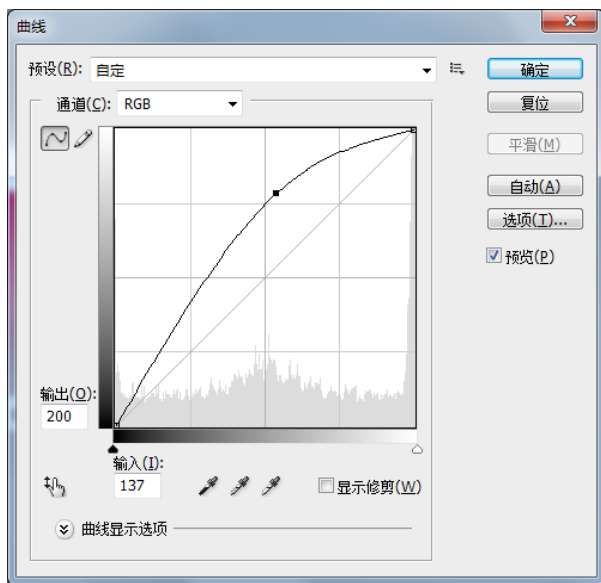 曲线
预设(R): 自定
确定
通道(C): RGB
复位
平滑(M)
自动(A)
选项(T)...
预览(P)
输出(O):
200
输入(I):
137
显示修剪(W)
曲线显示选项